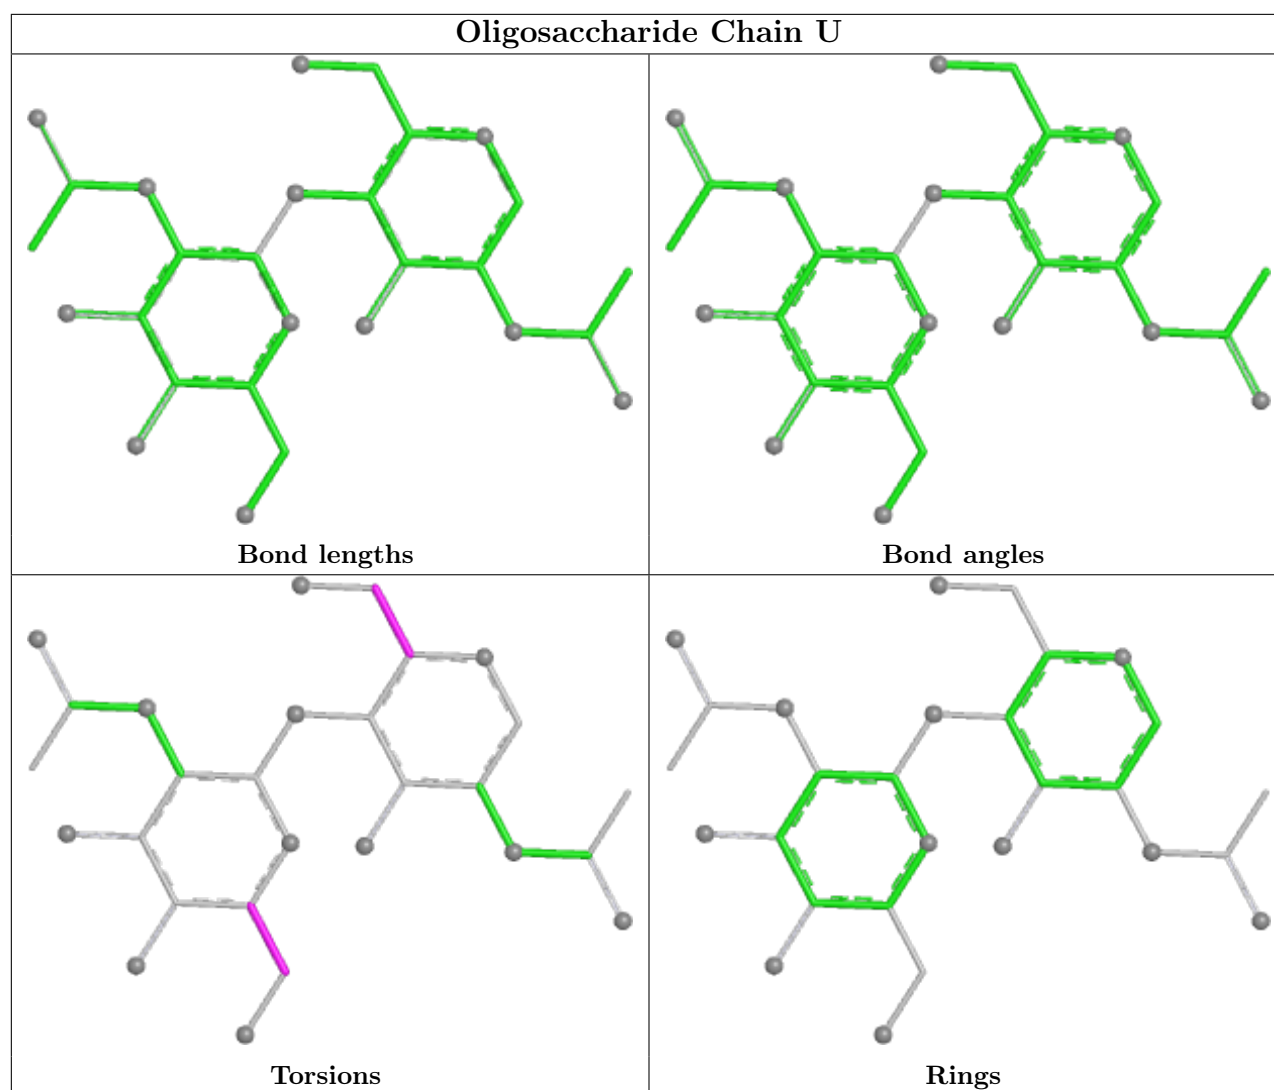 Oligosaccharide Chain U
Bond lengths
Bond angles
Torsions
Rings